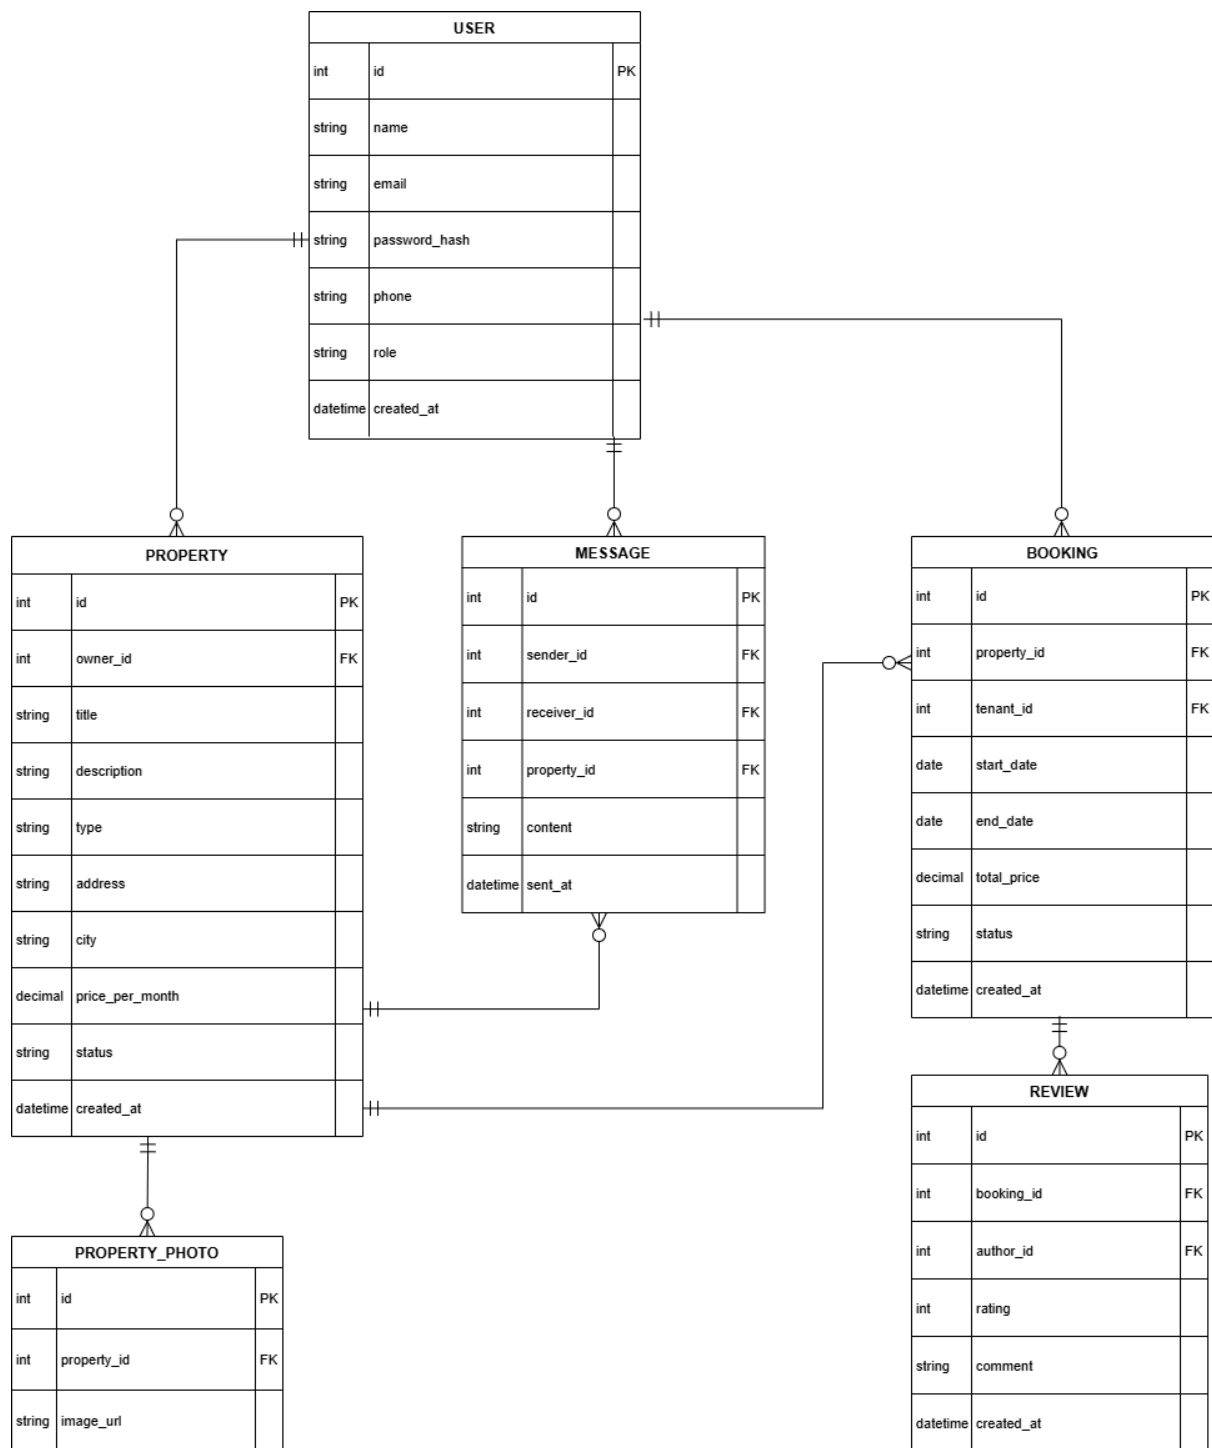 USER
int id PK
string name
string email
string password_hash
string phone
string role
datetime created_at
PROPERTY
int id PK
int owner_id FK
string title
string description
string type
string address
string city
decimal price_per_month
string status
datetime created_at
MESSAGE
int id PK
int sender_id FK
int receiver_id FK
int property_id FK
string content
datetime sent_at
BOOKING
int id PK
int property_id FK
int tenant_id FK
date start_date
date end_date
decimal total_price
string status
datetime created_at
PROPERTY_PHOTO
int id PK
int property_id FK
string image_url
REVIEW
int id PK
int booking_id FK
int author_id FK
int rating
string comment
datetime created_at